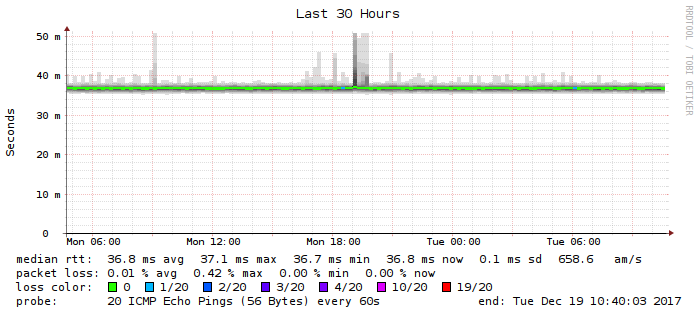 Last 30 Hours
RRDTOOL / TOBI OETIKER
Seconds
50 m
40 m
30 m
20 m
10 m
0
Mon 06:00 Mon 12:00 Mon 18:00 Tue 00:00 Tue 06:00
median rtt: 36.8 ms avg 37.1 ms max 36.7 ms min 36.8 ms now 0.1 ms sd 658.6 am/s
packet loss: 0.01 % avg 0.42 % max 0.00 % min 0.00 % now
loss color: 0 1/20 2/20 3/20 4/20 10/20 19/20
probe: 20 ICMP Echo Pings (56 Bytes) every 60s end: Tue Dec 19 10:40:03 2017